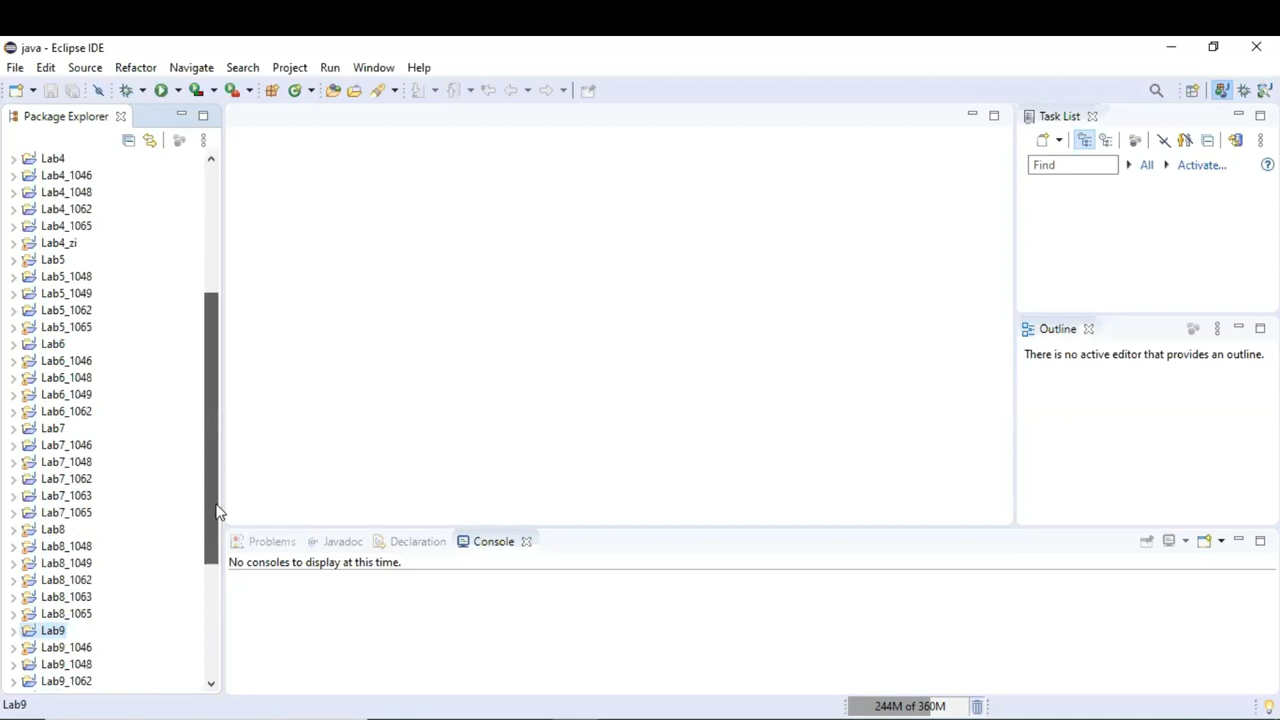 java - Eclipse IDE
File Edit Source Refactor Navigate Search Project Run Window Help
Package Explorer
Lab4
Lab4_1046
Lab4_1048
Lab4_1062
Lab4_1065
Lab4_zi
Lab5
Lab5_1048
Lab5_1049
Lab5_1062
Lab5_1065
Lab6
Lab6_1046
Lab6_1048
Lab6_1049
Lab6_1062
Lab7
Lab7_1046
Lab7_1048
Lab7_1062
Lab7_1063
Lab7_1065
Lab8
Lab8_1048
Lab8_1049
Lab8_1062
Lab8_1063
Lab8_1065
Lab9
Lab9_1046
Lab9_1048
Lab9_1062
Task List
Find All Activate...
Outline
There is no active editor that provides an outline.
Problems Javadoc Declaration Console
No consoles to display at this time.
Lab9
244M of 360M